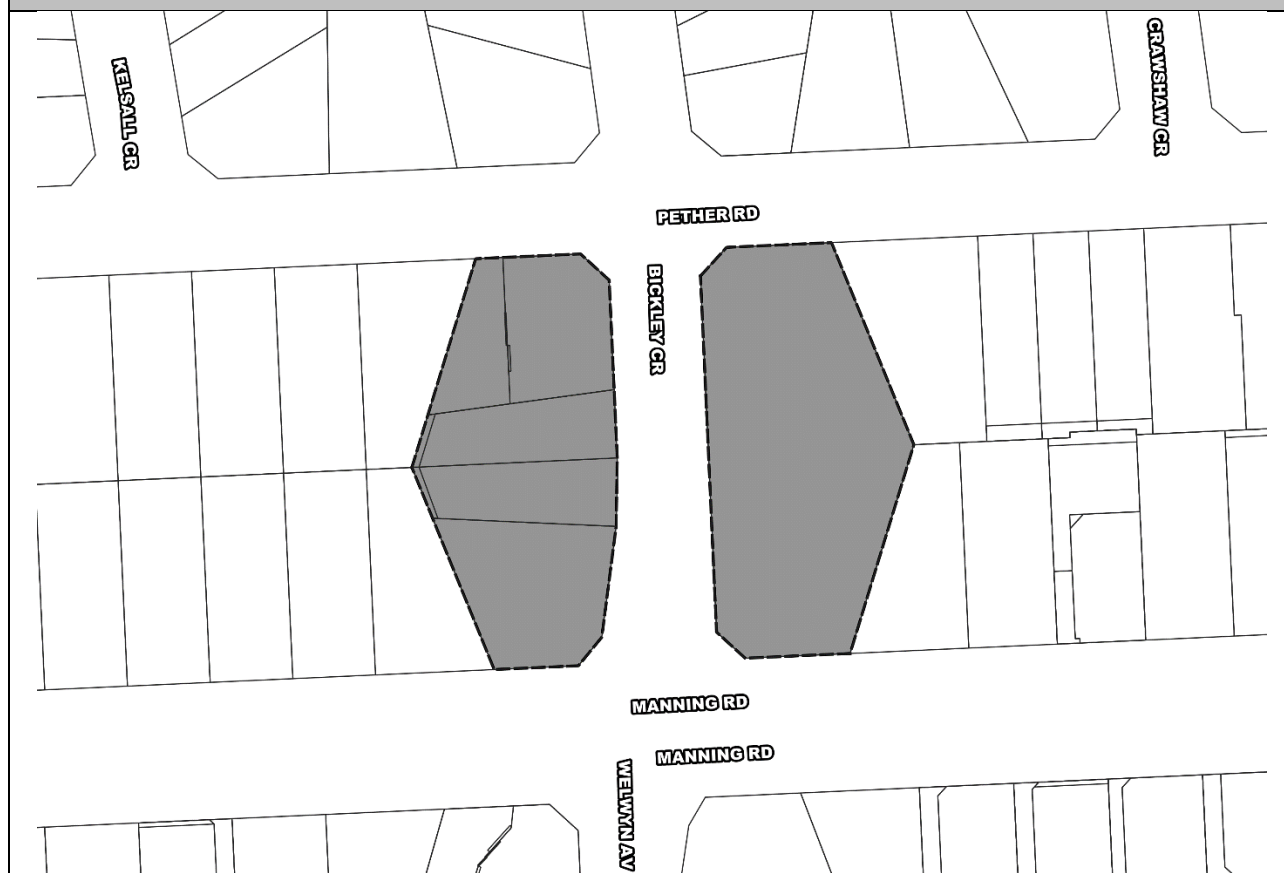 KELSALL CR
CRAWSHAW CR
PETHER RD
BICKLEY CR
MANNING RD
MANNING RD
WELWYN AV